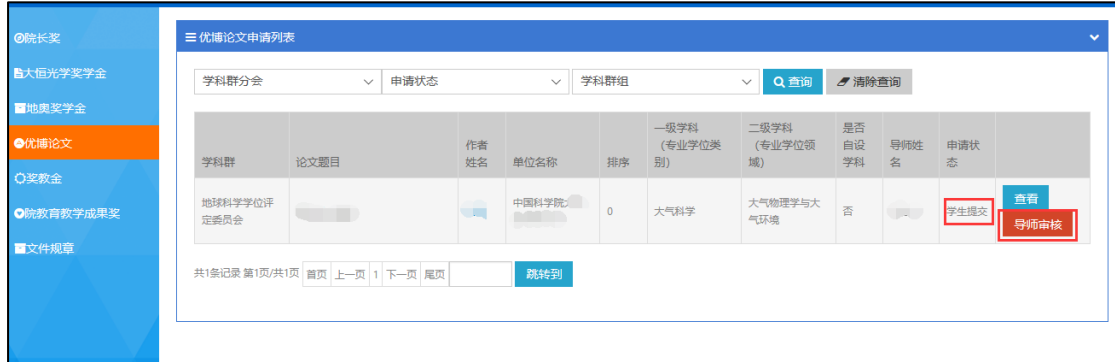 院长奖
大恒光学奖学金
地奥奖学金
优博论文
奖教金
院教育教学成果奖
文件规章
优博论文申请列表
学科群分会 申请状态 学科群组 查询 清除查询
学科群 论文题目 作者
姓名 单位名称 排序 一级学科
(专业学位类
别) 二级学科
(专业学位领
域) 是否
自设
学科 导师姓
名 申请状
态
地球科学学位评
定委员会 中国科学院 0 大气科学 大气物理学与大
气环境 否 学生提交 查看
导师审核
共1条记录 第1页/共1页 首页 上一页 1 下一页 尾页 跳转到